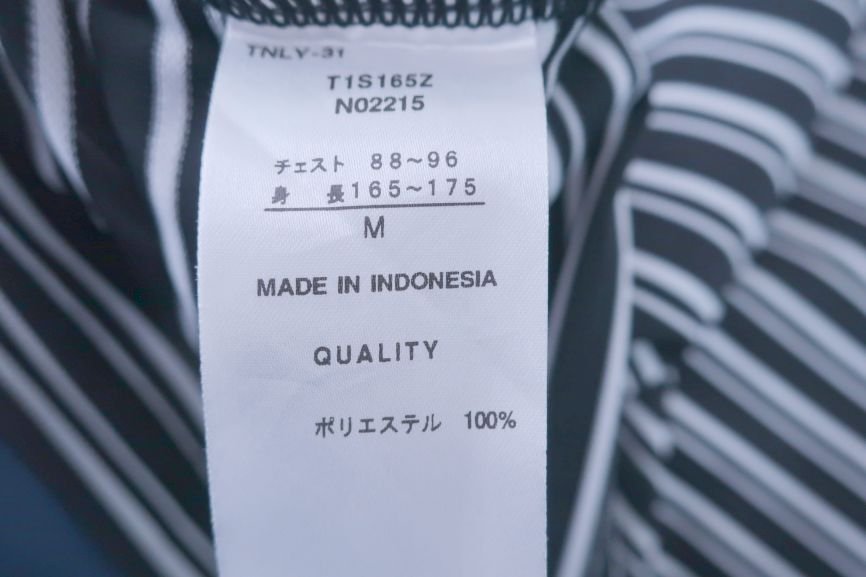 TNLY-31
T1S165Z
N02215
チェスト 88~96
身 長165~175
M
MADE IN INDONESIA
QUALITY
ポリエステル 100%